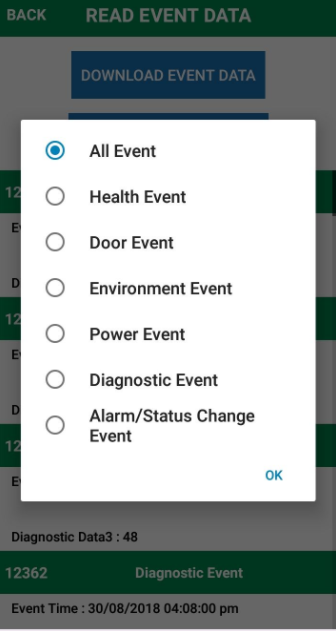 BACK
READ EVENT DATA
DOWNLOAD EVENT DATA
All Event
Health Event
Door Event
Environment Event
Power Event
Diagnostic Event
Alarm/Status Change
Event
OK
Diagnostic Data3 : 48
12362
Diagnostic Event
Event Time : 30/08/2018 04:08:00 pm